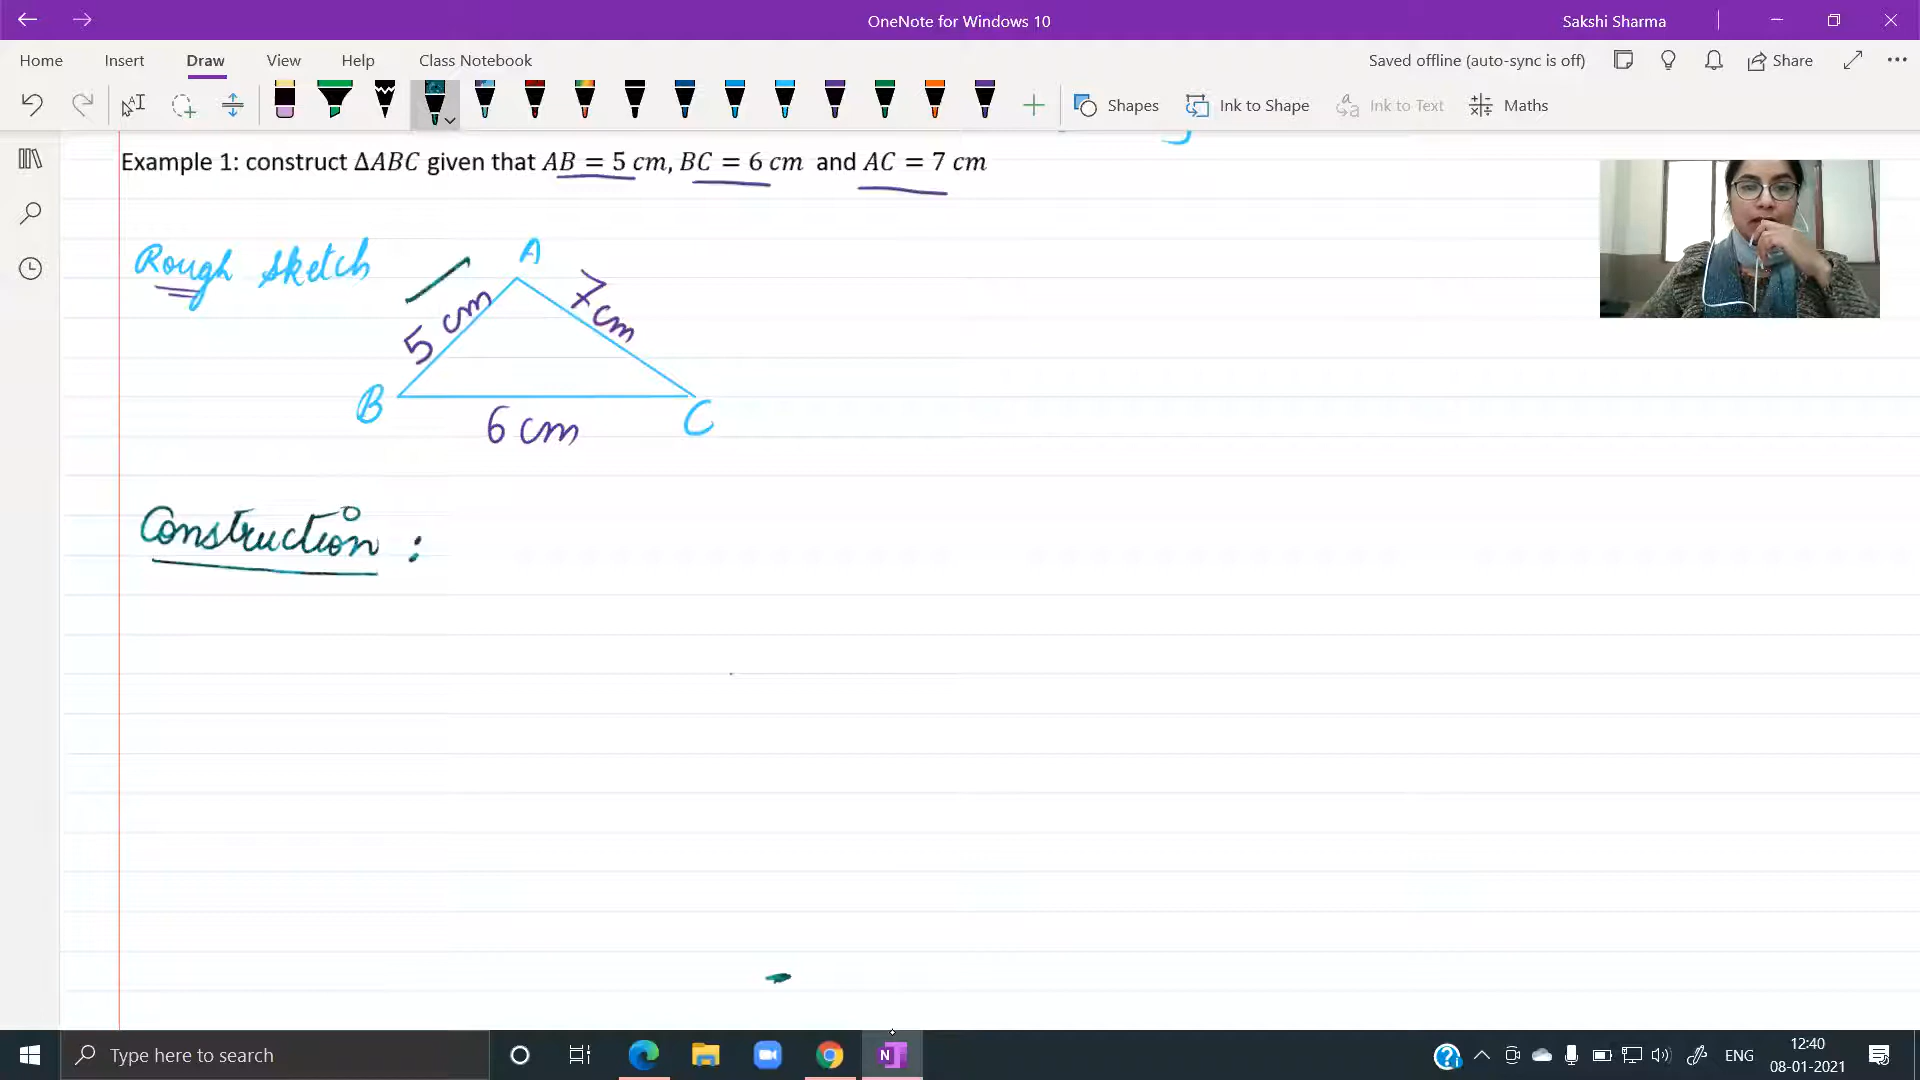 OneNote for Windows 10
Sakshi Sharma
Home Insert Draw View Help Class Notebook
Saved offline (auto-sync is off)
Share
Shapes
Ink to Shape
Ink to Text
Maths
Example 1: construct ΔABC given that AB = 5 cm, BC = 6 cm and AC = 7 cm
Rough Sketch
A
5 cm
7 cm
B
C
6 cm
Construction :
Type here to search
N
ENG
12:40
08-01-2021